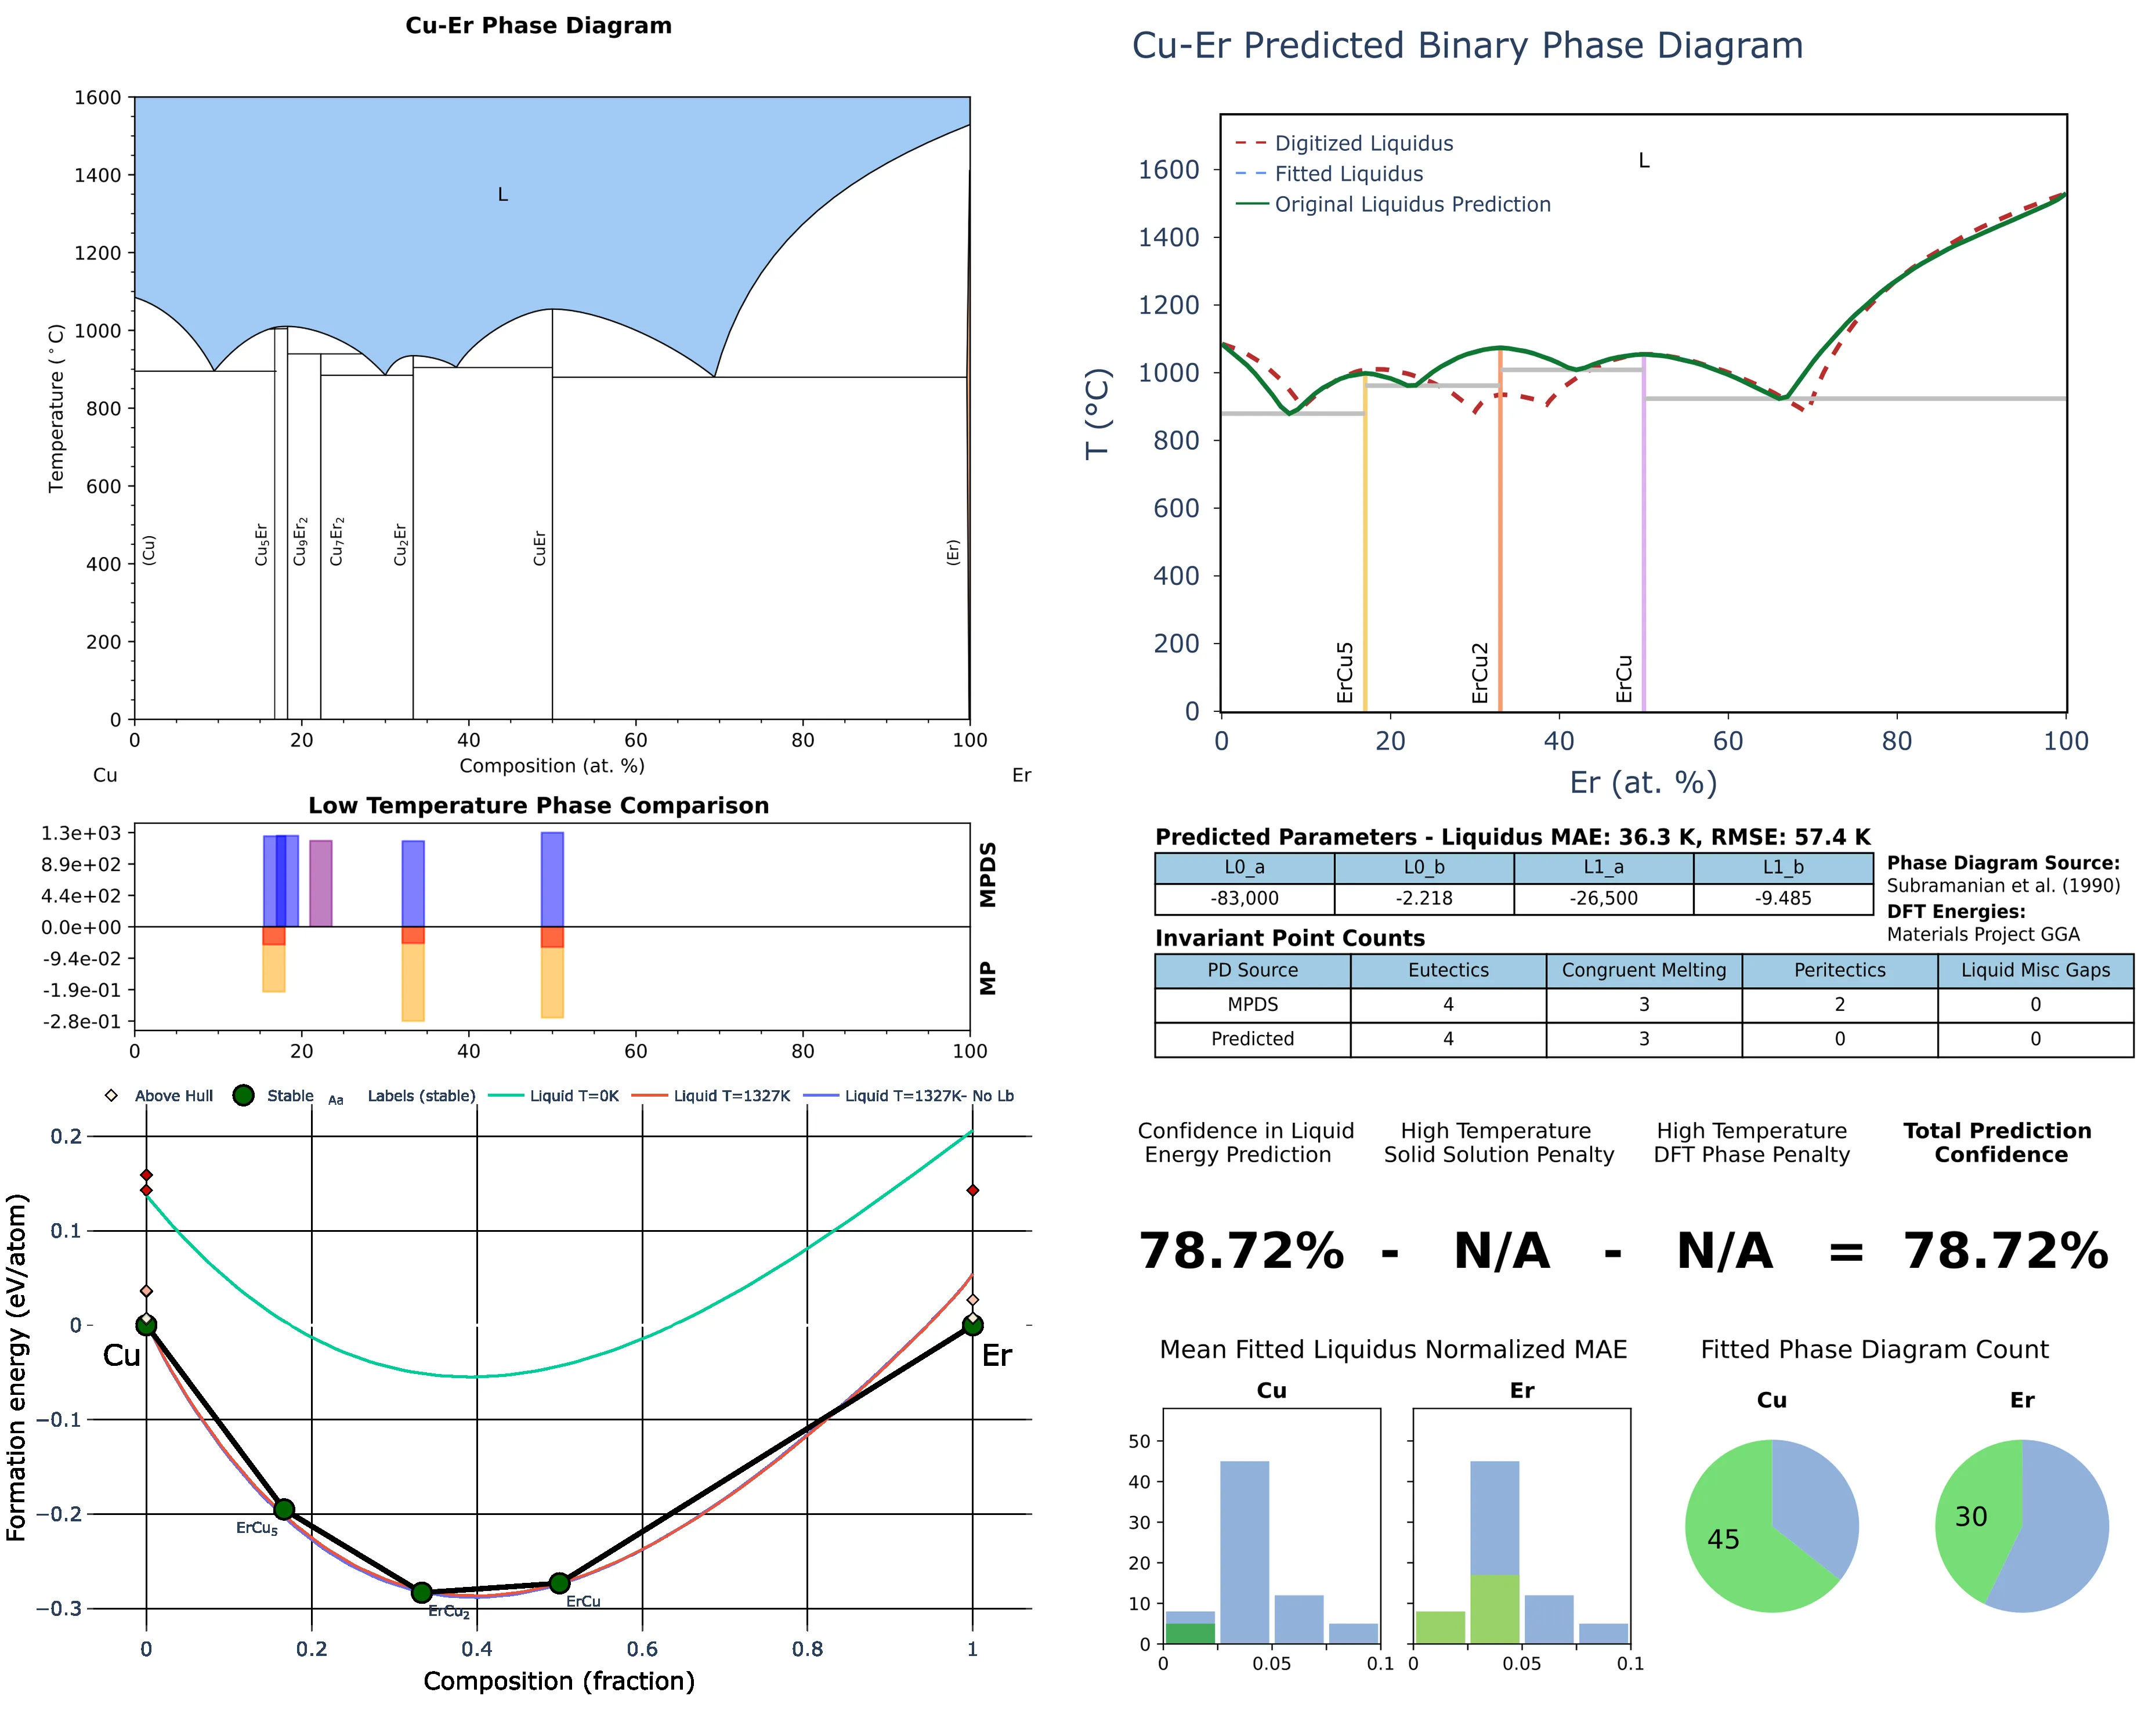 Cu-Er Phase Diagram
1600
1400
1200
1000
800
600
400
200
0
Temperature (°C)
L
(Cu)
Cu5Er
Cu9Er2
Cu7Er2
Cu2Er
CuEr
(Er)
0 20 40 60 80 100
Composition (at. %)
Cu Er
Cu-Er Predicted Binary Phase Diagram
Digitized Liquidus
Fitted Liquidus
Original Liquidus Prediction
L
1600
1400
1200
1000
800
600
400
200
0
T (°C)
ErCu5
ErCu2
ErCu
0 20 40 60 80 100
Er (at. %)
Low Temperature Phase Comparison
1.3e+03
8.9e+02
4.4e+02
0.0e+00
-9.4e-02
-1.9e-01
-2.8e-01
MPDS
MP
0 20 40 60 80 100
Predicted Parameters - Liquidus MAE: 36.3 K, RMSE: 57.4 K
L0_a L0_b L1_a L1_b
-83,000 -2.218 -26,500 -9.485
Phase Diagram Source:
Subramanian et al. (1990)
DFT Energies:
Materials Project GGA
Invariant Point Counts
PD Source Eutectics Congruent Melting Peritectics Liquid Misc Gaps
MPDS 4 3 2 0
Predicted 4 3 0 0
Above Hull Stable Aa Labels (stable) Liquid T=0K Liquid T=1327K Liquid T=1327K- No Lb
0.2
0.1
0
−0.1
−0.2
−0.3
Formation energy (eV/atom)
Cu
Er
ErCu5
ErCu2
ErCu
0 0.2 0.4 0.6 0.8 1
Composition (fraction)
Confidence in Liquid
Energy Prediction
High Temperature
Solid Solution Penalty
High Temperature
DFT Phase Penalty
Total Prediction
Confidence
78.72% - N/A - N/A = 78.72%
Mean Fitted Liquidus Normalized MAE
Cu Er
50
40
30
20
10
0
0 0.05 0.1
0 0.05 0.1
Fitted Phase Diagram Count
Cu Er
45
30